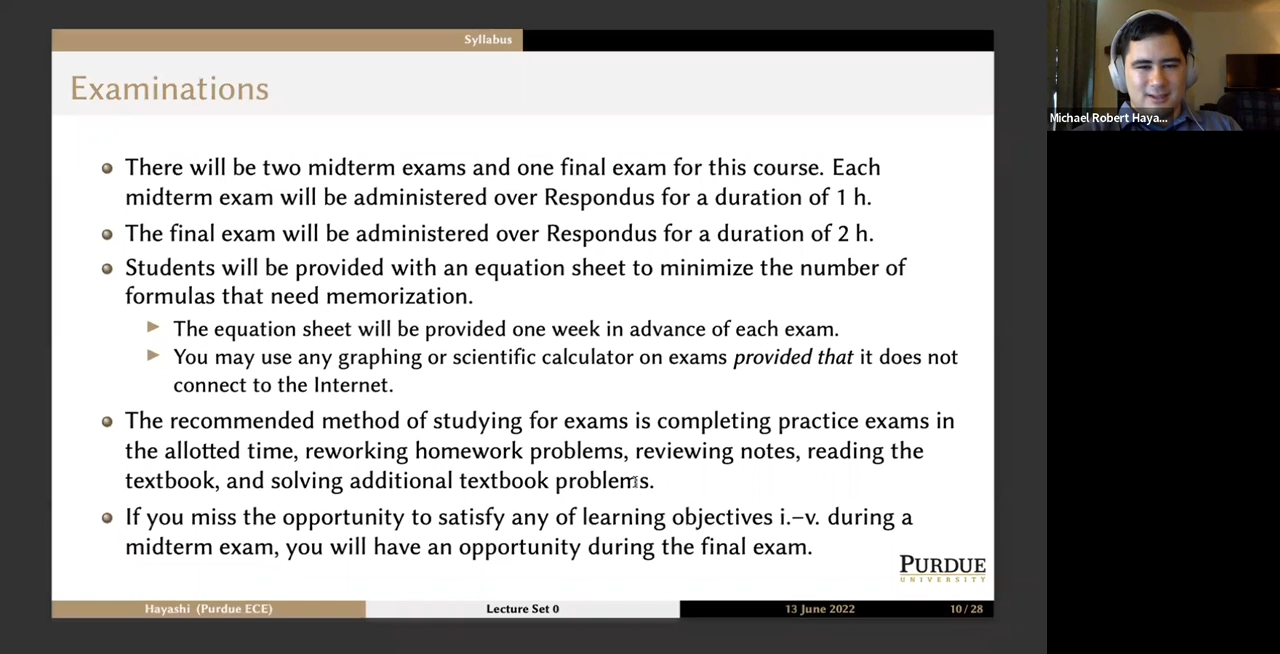 Syllabus
Examinations
There will be two midterm exams and one final exam for this course. Each
midterm exam will be administered over Respondus for a duration of 1 h.
The final exam will be administered over Respondus for a duration of 2 h.
Students will be provided with an equation sheet to minimize the number of
formulas that need memorization.
The equation sheet will be provided one week in advance of each exam.
You may use any graphing or scientific calculator on exams provided that it does not
connect to the Internet.
The recommended method of studying for exams is completing practice exams in
the allotted time, reworking homework problems, reviewing notes, reading the
textbook, and solving additional textbook problems.
If you miss the opportunity to satisfy any of learning objectives i.–v. during a
midterm exam, you will have an opportunity during the final exam.
PURDUE
UNIVERSITY
Hayashi (Purdue ECE) Lecture Set 0 13 June 2022 10 / 28
Michael Robert Haya...